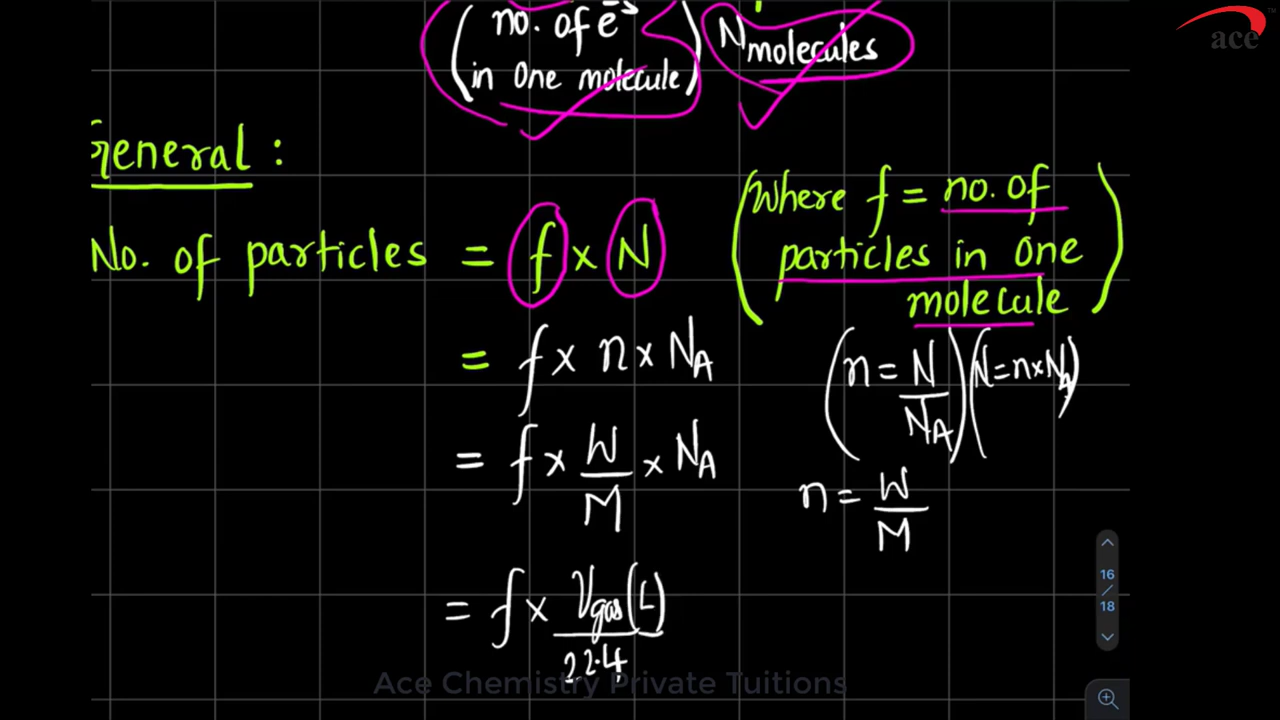 ace
(no. of e⁻s in one molecule) N molecules
General :
No. of particles = f × N (Where f = no. of particles in one molecule)
= f × n × N_A (n = N/N_A) (N = n × N_A)
= f × W/M × N_A n = W/M
= f × V gas (L)/22.4
16 / 18
Ace Chemistry Private Tuitions